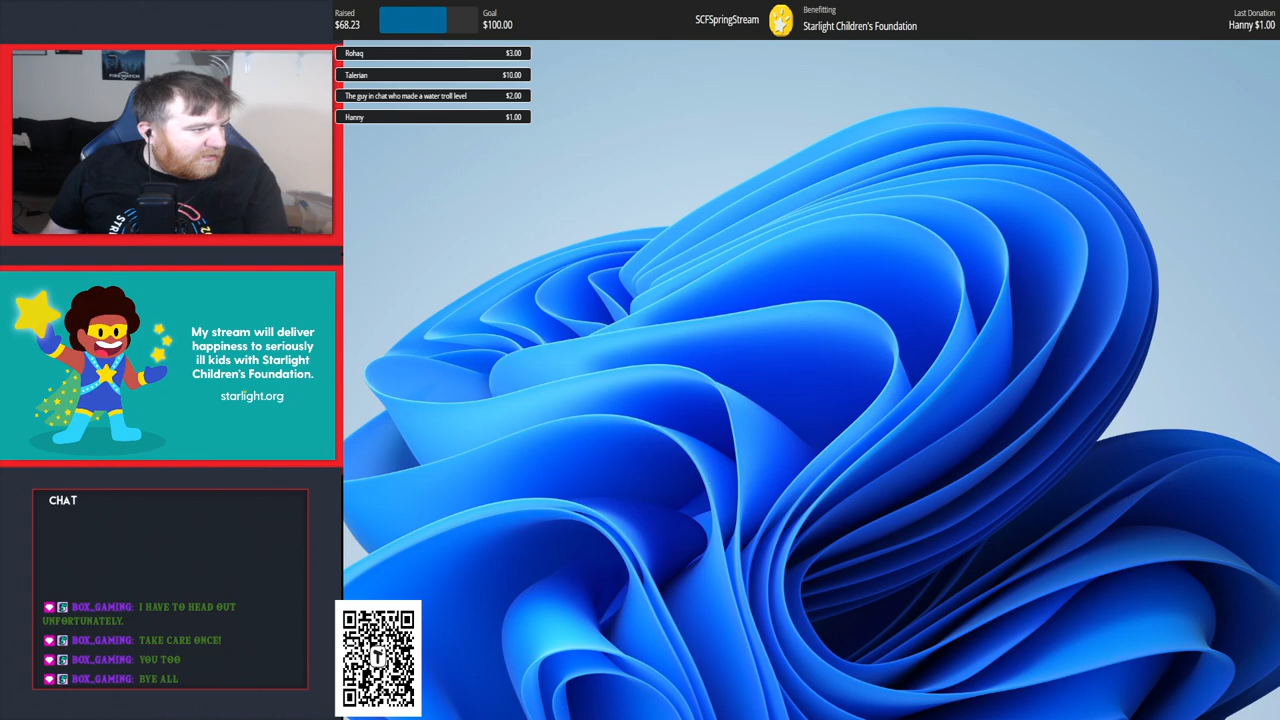 Raised
$68.23
Goal
$100.00
SCFSpringStream
Benefitting
Starlight Children's Foundation
Last Donation
Hanny $1.00
Rohaq $3.00
Talerian $10.00
The guy in chat who made a water troll level $2.00
Hanny $1.00
FIREWATCH
My stream will deliver
happiness to seriously
ill kids with Starlight
Children's Foundation.
starlight.org
CHAT
BOX_GAMING: I HAVE TO HEAD OUT
UNFORTUNATELY.
BOX_GAMING: TAKE CARE ONCE!
BOX_GAMING: YOU TOO
BOX_GAMING: BYE ALL